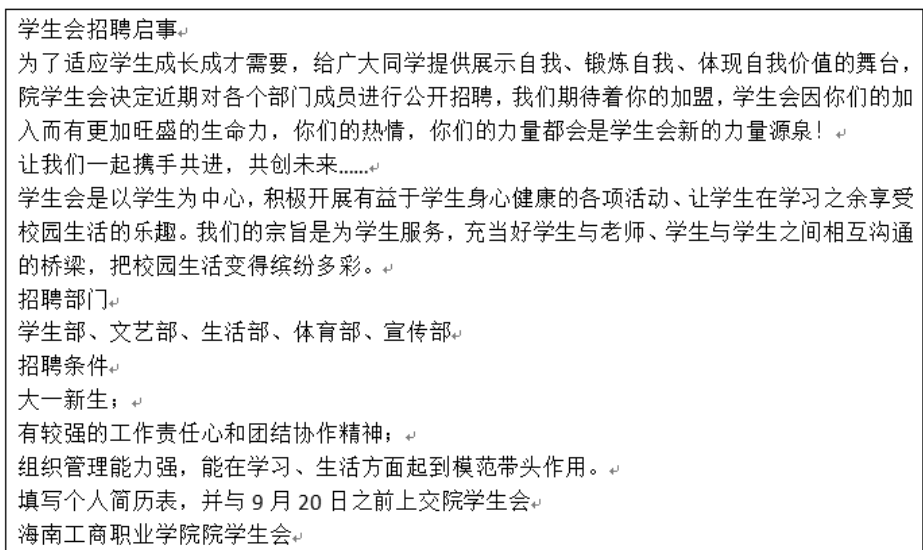 学生会招聘启事
为了适应学生成长成才需要，给广大同学提供展示自我、锻炼自我、体现自我价值的舞台，
院学生会决定近期对各个部门成员进行公开招聘，我们期待着你的加盟，学生会因你们的加
入而有更加旺盛的生命力，你们的热情，你们的力量都会是学生会新的力量源泉！
让我们一起携手共进，共创未来......
学生会是以学生为中心，积极开展有益于学生身心健康的各项活动、让学生在学习之余享受
校园生活的乐趣。我们的宗旨是为学生服务，充当好学生与老师、学生与学生之间相互沟通
的桥梁，把校园生活变得缤纷多彩。
招聘部门
学生部、文艺部、生活部、体育部、宣传部
招聘条件
大一新生；
有较强的工作责任心和团结协作精神；
组织管理能力强，能在学习、生活方面起到模范带头作用。
填写个人简历表，并与 9 月 20 日之前上交院学生会
海南工商职业学院院学生会